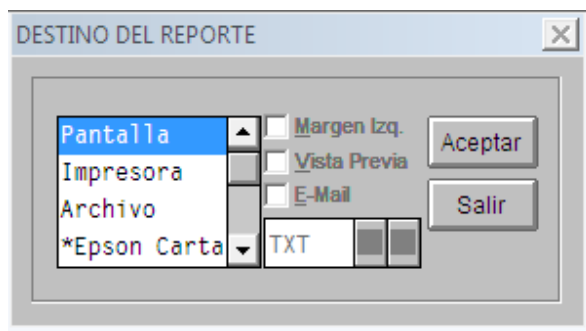 DESTINO DEL REPORTE
Pantalla
Impresora
Archivo
*Epson Carta
Margen Izq.
Vista Previa
E-Mail
TXT
Aceptar
Salir